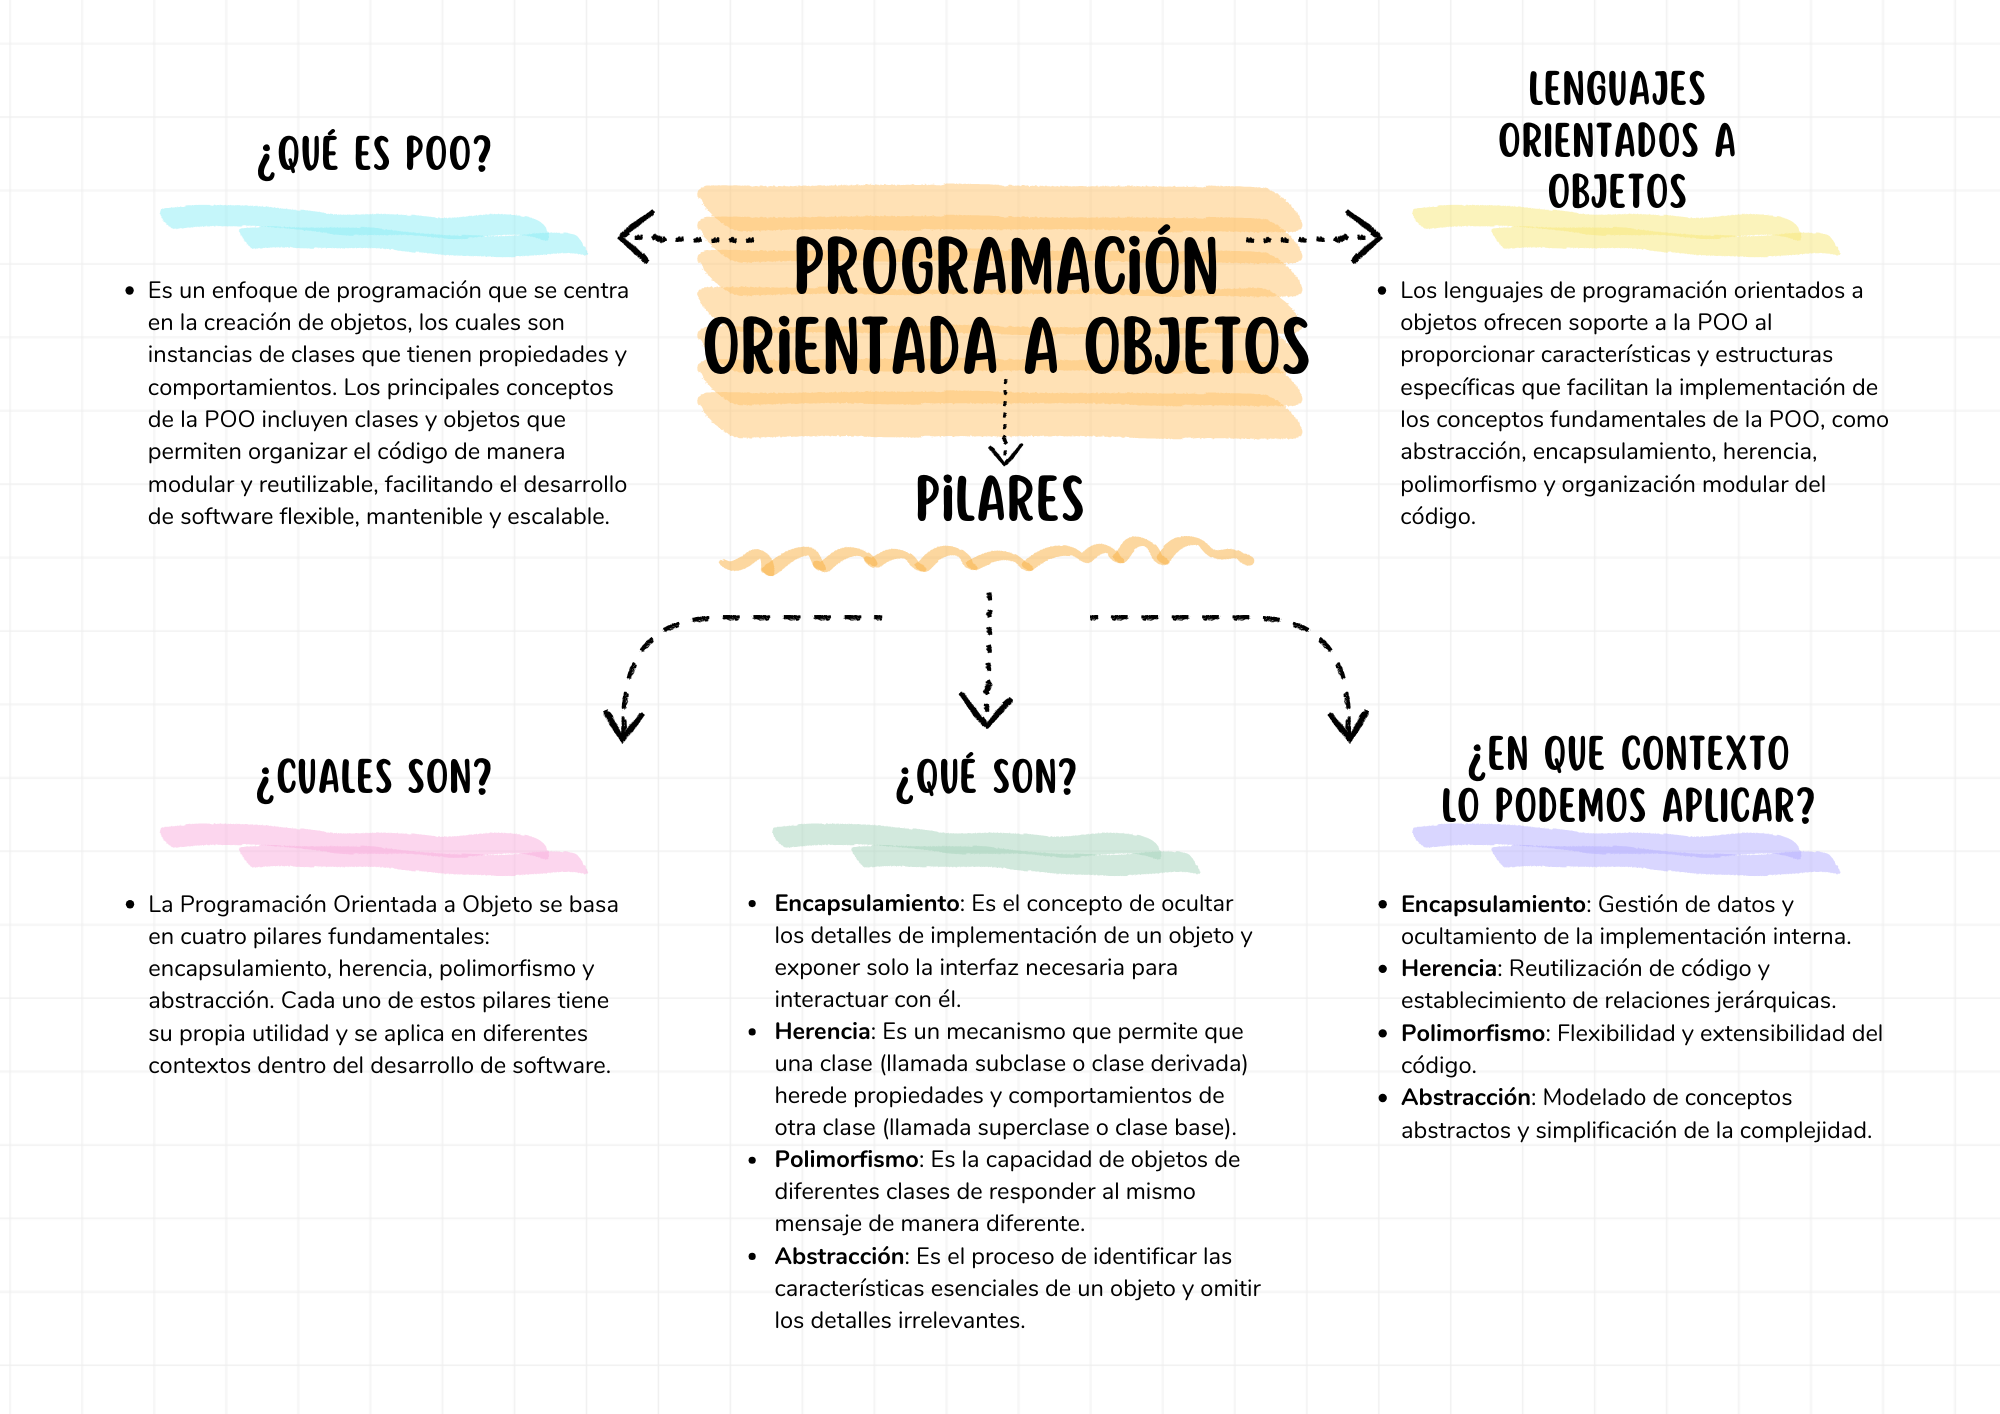 ¿QUÉ ES POO?
Es un enfoque de programación que se centra
en la creación de objetos, los cuales son
instancias de clases que tienen propiedades y
comportamientos. Los principales conceptos
de la POO incluyen clases y objetos que
permiten organizar el código de manera
modular y reutilizable, facilitando el desarrollo
de software flexible, mantenible y escalable.
PROGRAMACIÓN
ORIENTADA A OBJETOS
LENGUAJES
ORIENTADOS A
OBJETOS
Los lenguajes de programación orientados a
objetos ofrecen soporte a la POO al
proporcionar características y estructuras
específicas que facilitan la implementación de
los conceptos fundamentales de la POO, como
abstracción, encapsulamiento, herencia,
polimorfismo y organización modular del
código.
PILARES
¿CUALES SON?
La Programación Orientada a Objeto se basa
en cuatro pilares fundamentales:
encapsulamiento, herencia, polimorfismo y
abstracción. Cada uno de estos pilares tiene
su propia utilidad y se aplica en diferentes
contextos dentro del desarrollo de software.
¿QUÉ SON?
Encapsulamiento: Es el concepto de ocultar
los detalles de implementación de un objeto y
exponer solo la interfaz necesaria para
interactuar con él.
Herencia: Es un mecanismo que permite que
una clase (llamada subclase o clase derivada)
herede propiedades y comportamientos de
otra clase (llamada superclase o clase base).
Polimorfismo: Es la capacidad de objetos de
diferentes clases de responder al mismo
mensaje de manera diferente.
Abstracción: Es el proceso de identificar las
características esenciales de un objeto y omitir
los detalles irrelevantes.
¿EN QUE CONTEXTO
LO PODEMOS APLICAR?
Encapsulamiento: Gestión de datos y
ocultamiento de la implementación interna.
Herencia: Reutilización de código y
establecimiento de relaciones jerárquicas.
Polimorfismo: Flexibilidad y extensibilidad del
código.
Abstracción: Modelado de conceptos
abstractos y simplificación de la complejidad.